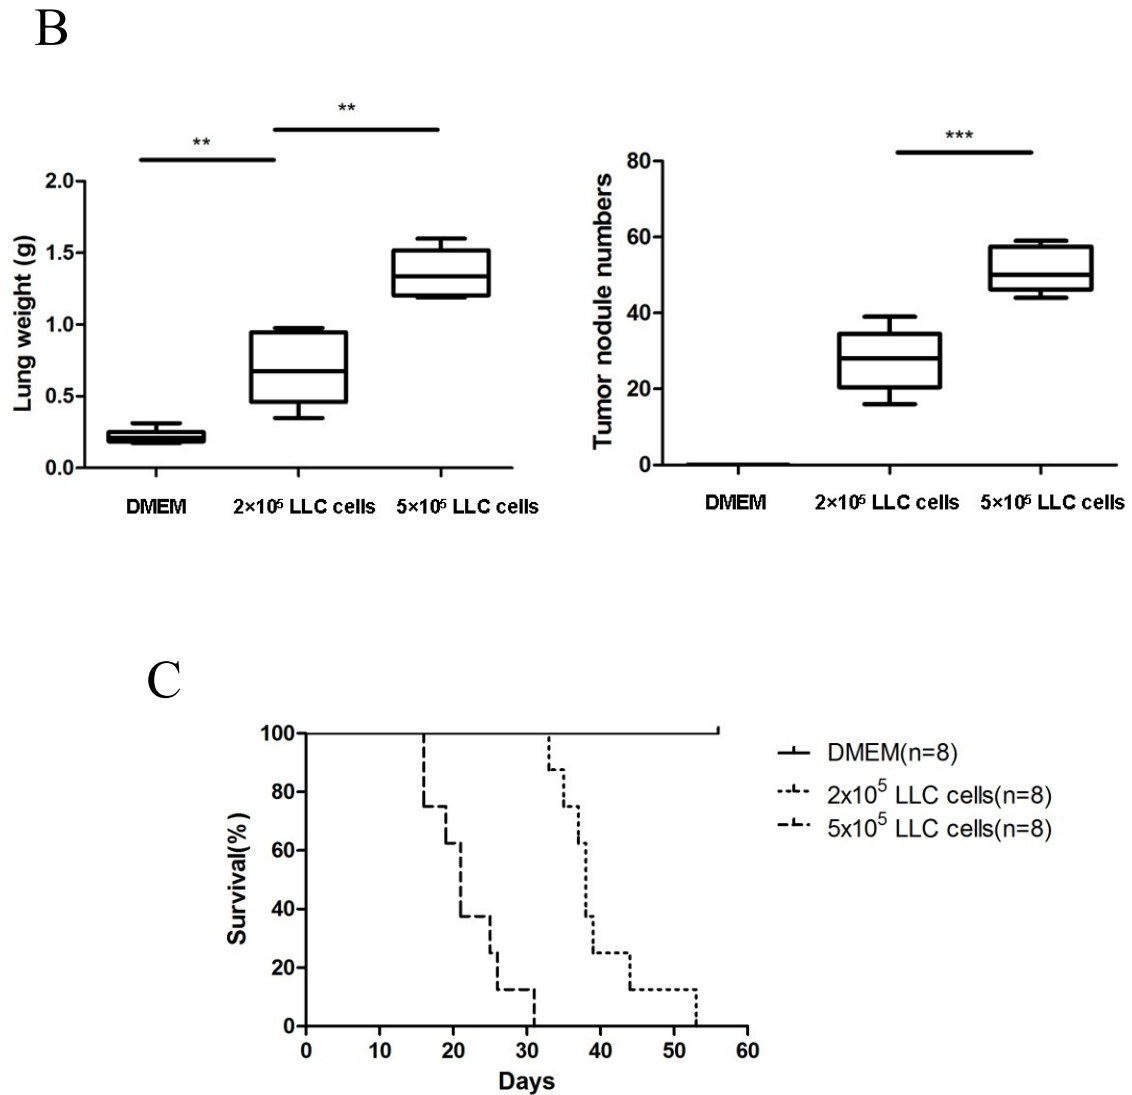 B
**
**
***
2.0
1.5
1.0
0.5
0.0
Lung weight (g)
DMEM
2×10⁵ LLC cells
5×10⁵ LLC cells
80
60
40
20
0
Tumor nodule numbers
DMEM
2×10⁵ LLC cells
5×10⁵ LLC cells
C
100
80
60
40
20
0
Survival(%)
0 10 20 30 40 50 60
Days
DMEM(n=8)
2x10⁵ LLC cells(n=8)
5x10⁵ LLC cells(n=8)